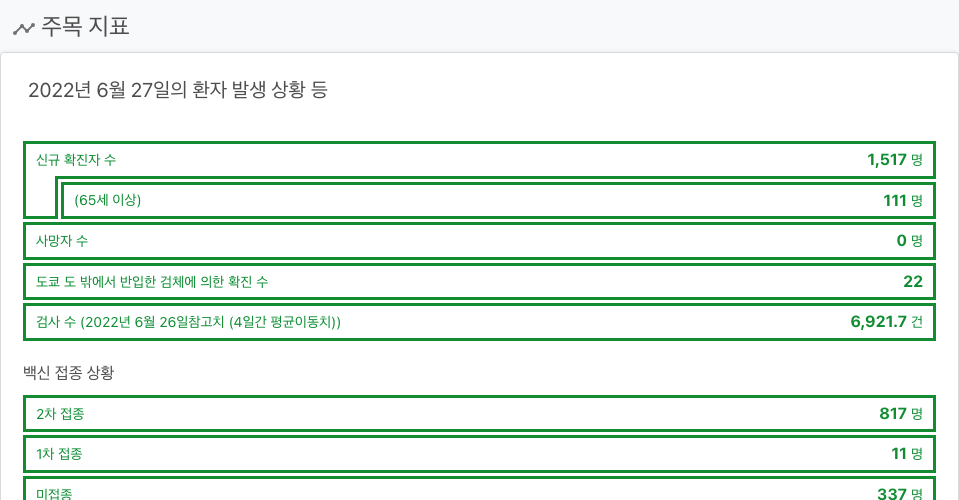 주목 지표
2022년 6월 27일의 환자 발생 상황 등
신규 확진자 수 1,517 명
(65세 이상) 111 명
사망자 수 0 명
도쿄 도 밖에서 반입한 검체에 의한 확진 수 22
검사 수 (2022년 6월 26일참고치 (4일간 평균이동치)) 6,921.7 건
백신 접종 상황
2차 접종 817 명
1차 접종 11 명
미접종 337 명